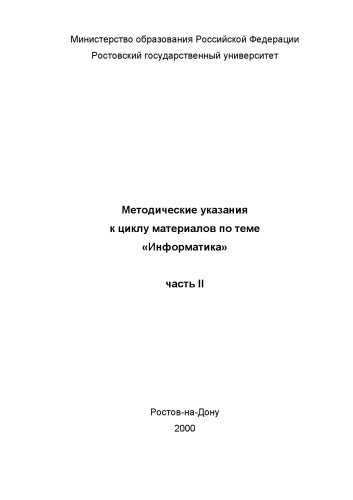 Министерство образования Российской Федерации
Ростовский государственный университет
Методические указания
к циклу материалов по теме
«Информатика»
часть II
Ростов-на-Дону
2000